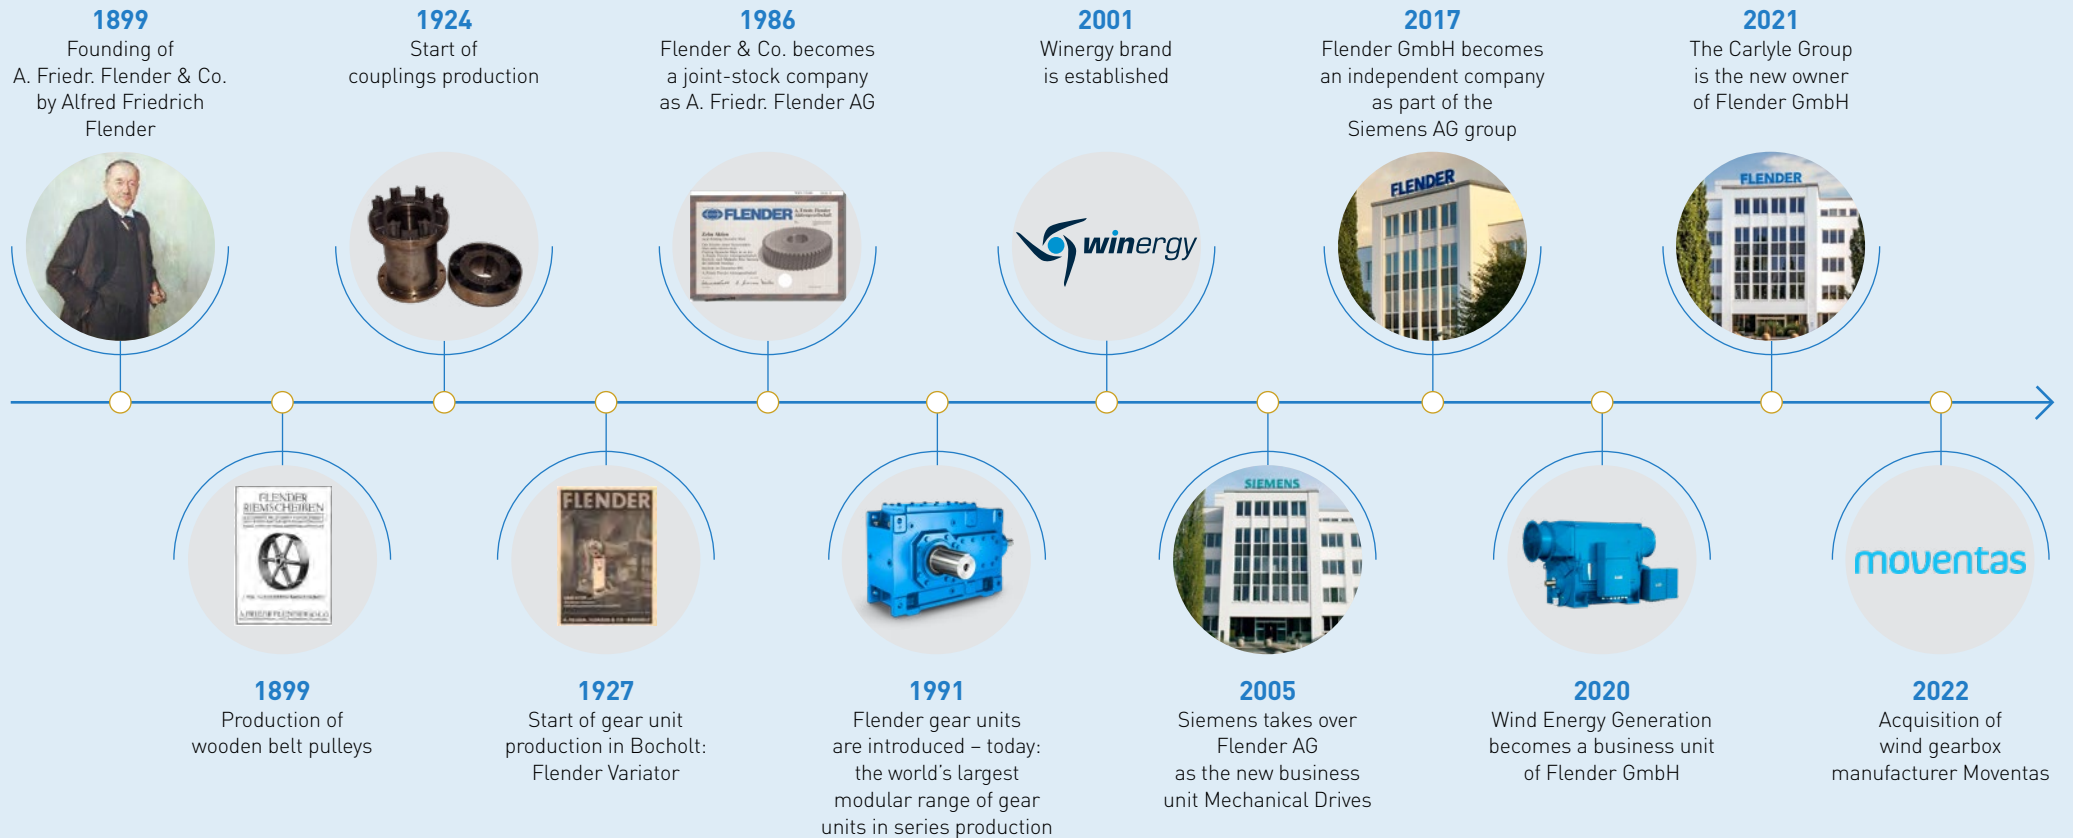 1899
Founding of
A. Friedr. Flender & Co.
by Alfred Friedrich
Flender
1924
Start of
couplings production
1986
Flender & Co. becomes
a joint-stock company
as A. Friedr. Flender AG
2001
Winergy brand
is established
2017
Flender GmbH becomes
an independent company
as part of the
Siemens AG group
2021
The Carlyle Group
is the new owner
of Flender GmbH
FLENDER
winergy
FLENDER
FLENDER
FLENDER
RIEMSCHEIBEN
FLENDER
SIEMENS
moventas
1899
Production of
wooden belt pulleys
1927
Start of gear unit
production in Bocholt:
Flender Variator
1991
Flender gear units
are introduced – today:
the world's largest
modular range of gear
units in series production
2005
Siemens takes over
Flender AG
as the new business
unit Mechanical Drives
2020
Wind Energy Generation
becomes a business unit
of Flender GmbH
2022
Acquisition of
wind gearbox
manufacturer Moventas